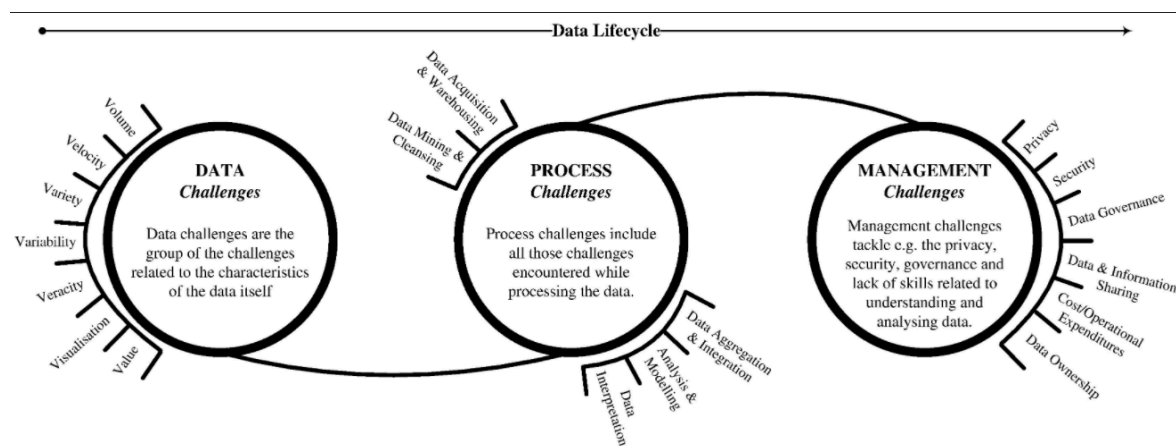 Data Lifecycle
Volume
Velocity
Variety
Variability
Veracity
Visualisation
Value
DATA
Challenges
Data challenges are the
group of the challenges
related to the characteristics
of the data itself
Data Acquisition
& Warehousing
Data Mining &
Cleansing
PROCESS
Challenges
Process challenges include
all those challenges
encountered while
processing the data.
Data Aggregation
& Integration
Analysis &
Modelling
Data
Interpretation
MANAGEMENT
Challenges
Management challenges
tackle e.g. the privacy,
security, governance and
lack of skills related to
understanding and
analysing data.
Privacy
Security
Data Governance
Data & Information
Sharing
Cost/Operational
Expenditures
Data Ownership